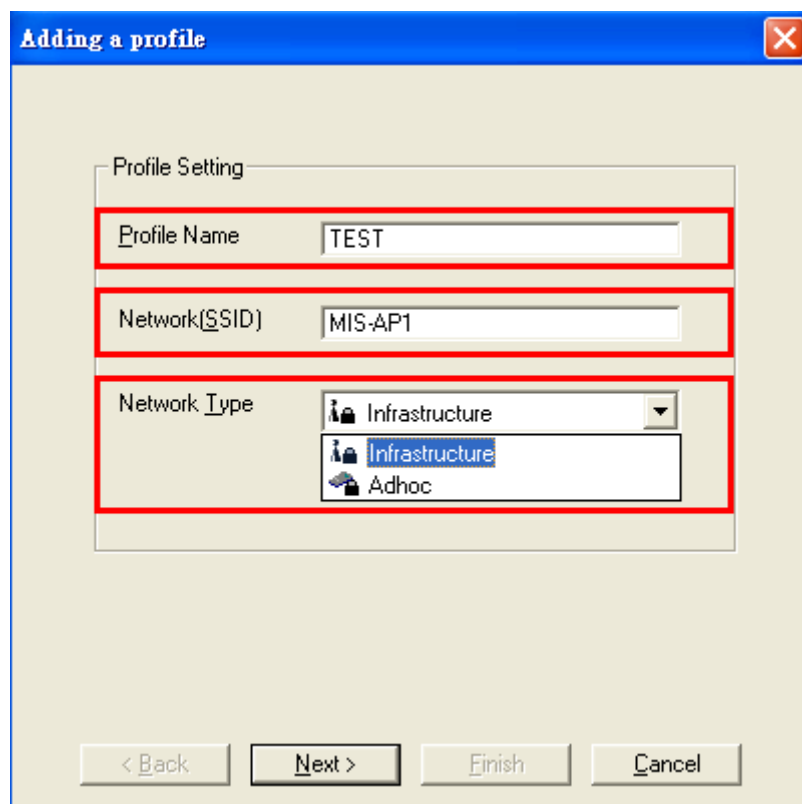 Adding a profile
Profile Setting
Profile Name TEST
Network(SSID) MIS-AP1
Network Type Infrastructure
Infrastructure
Adhoc
< Back Next > Finish Cancel